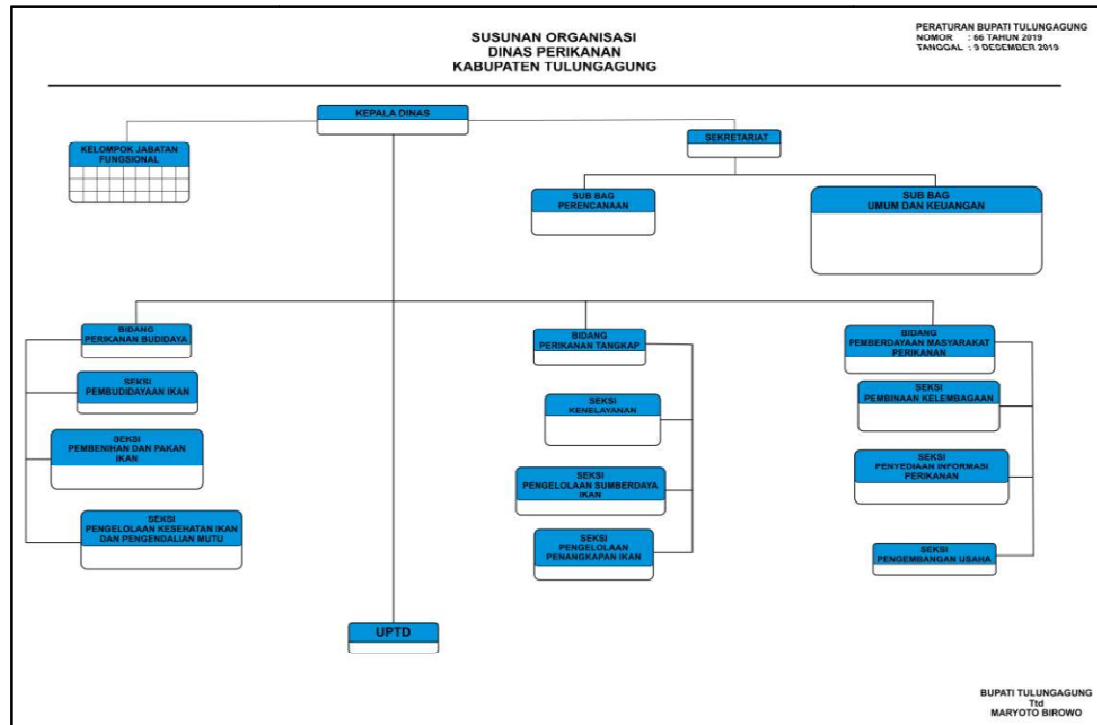 SUSUNAN ORGANISASI
DINAS PERIKANAN
KABUPATEN TULUNGAGUNG
PERATURAN BUPATI TULUNGAGUNG
NOMOR : 66 TAHUN 2019
TANGGAL : 9 DESEMBER 2019
KEPALA DINAS
KELOMPOK JABATAN
FUNGSIONAL
SEKRETARIAT
SUB BAG
PERENCANAAN
SUB BAG
UMUM DAN KEUANGAN
BIDANG
PERIKANAN BUDIDAYA
SEKSI
PEMBUDIDAYAAN IKAN
SEKSI
PEMBENIHAN DAN PAKAN
IKAN
SEKSI
PENGELOLAAN KESEHATAN IKAN
DAN PENGENDALIAN MUTU
BIDANG
PERIKANAN TANGKAP
SEKSI
KENELAYANAN
SEKSI
PENGELOLAAN SUMBERDAYA
IKAN
SEKSI
PENGELOLAAN
PENANGKAPAN IKAN
BIDANG
PEMBERDAYAAN MASYARAKAT
PERIKANAN
SEKSI
PEMBINAAN KELEMBAGAAN
SEKSI
PENYEDIAAN INFORMASI
PERIKANAN
SEKSI
PENGEMBANGAN USAHA
UPTD
BUPATI TULUNGAGUNG
Ttd
MARYOTO BIROWO